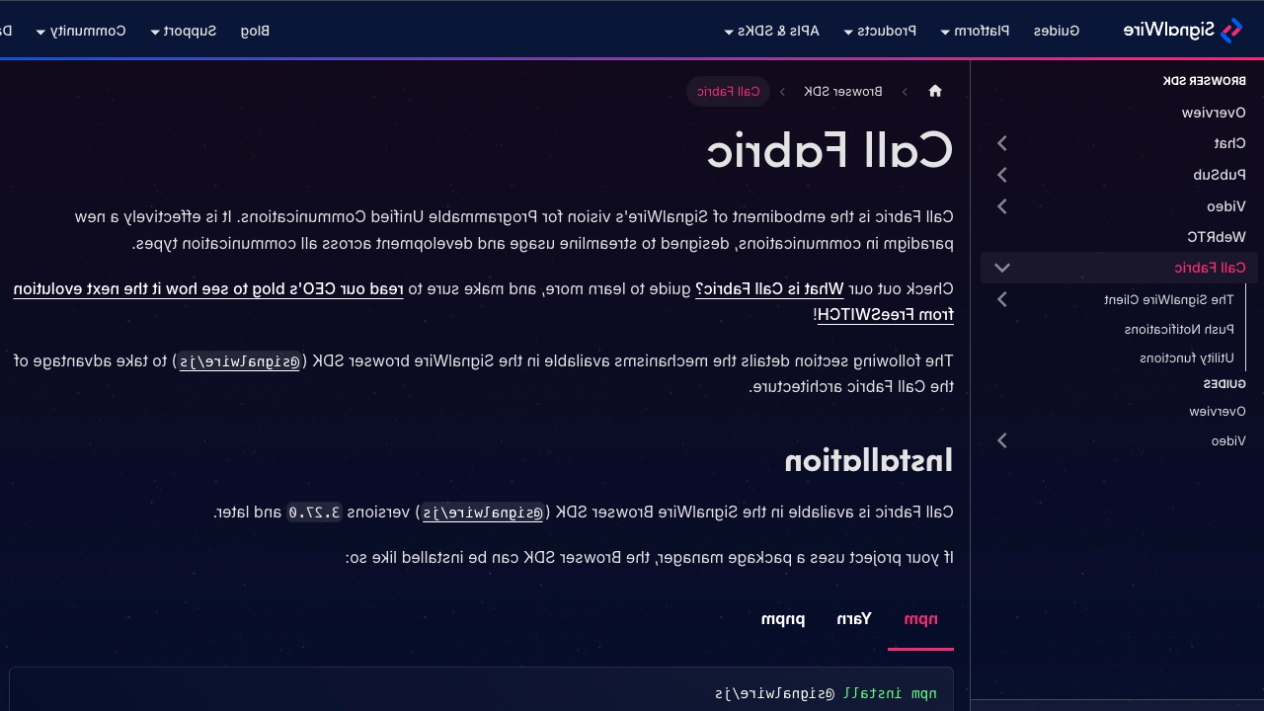 SignalWire
Guides
Platform
Products
APIs & SDKs
Blog
Support
Community
BROWSER SDK
Overview
Chat
PubSub
Video
WebRTC
Call Fabric
The SignalWire Client
Push Notifications
Utility functions
GUIDES
Overview
Video
Browser SDK
Call Fabric
Call Fabric
Call Fabric is the embodiment of SignalWire's vision for Programmable Unified Communications. It is effectively a new
paradigm in communications, designed to streamline usage and development across all communication types.
Check out our What is Call Fabric? guide to learn more, and make sure to read our CEO's blog to see how it the next evolution
from FreeSWITCH!
The following section details the mechanisms available in the SignalWire browser SDK (@signalwire/js) to take advantage of
the Call Fabric architecture.
Installation
Call Fabric is available in the SignalWire Browser SDK (@signalwire/js) versions 3.27.0 and later.
If your project uses a package manager, the Browser SDK can be installed like so:
npm
Yarn
pnpm
npm install @signalwire/js